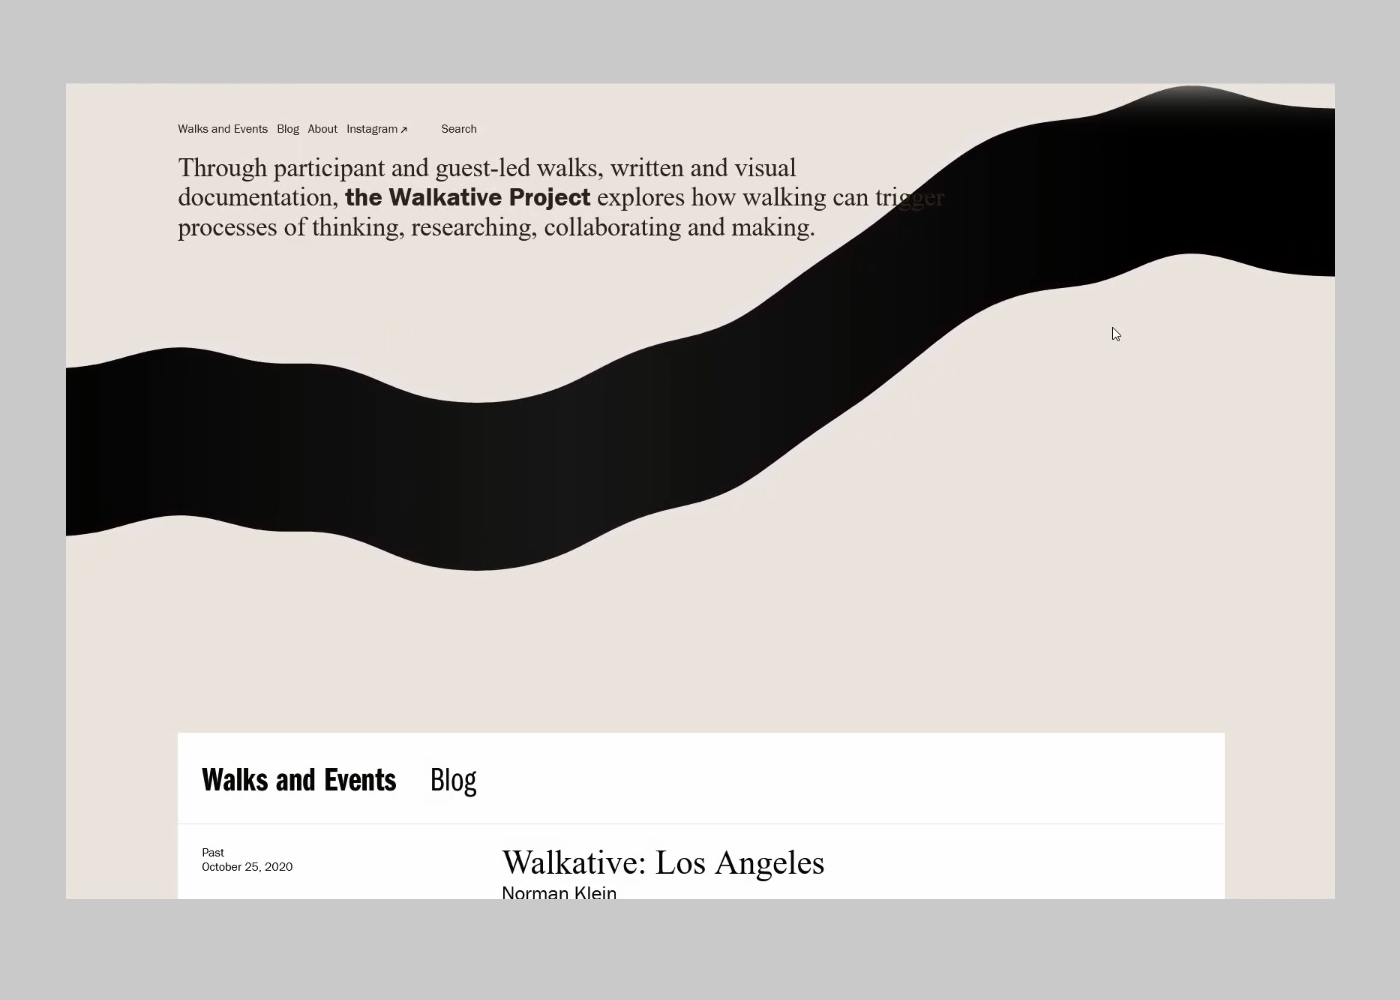 Walks and Events Blog About Instagram↗ Search
Through participant and guest-led walks, written and visual
documentation, the Walkative Project explores how walking can trigger
processes of thinking, researching, collaborating and making.
Walks and Events Blog
Past
October 25, 2020
Walkative: Los Angeles
Norman Klein